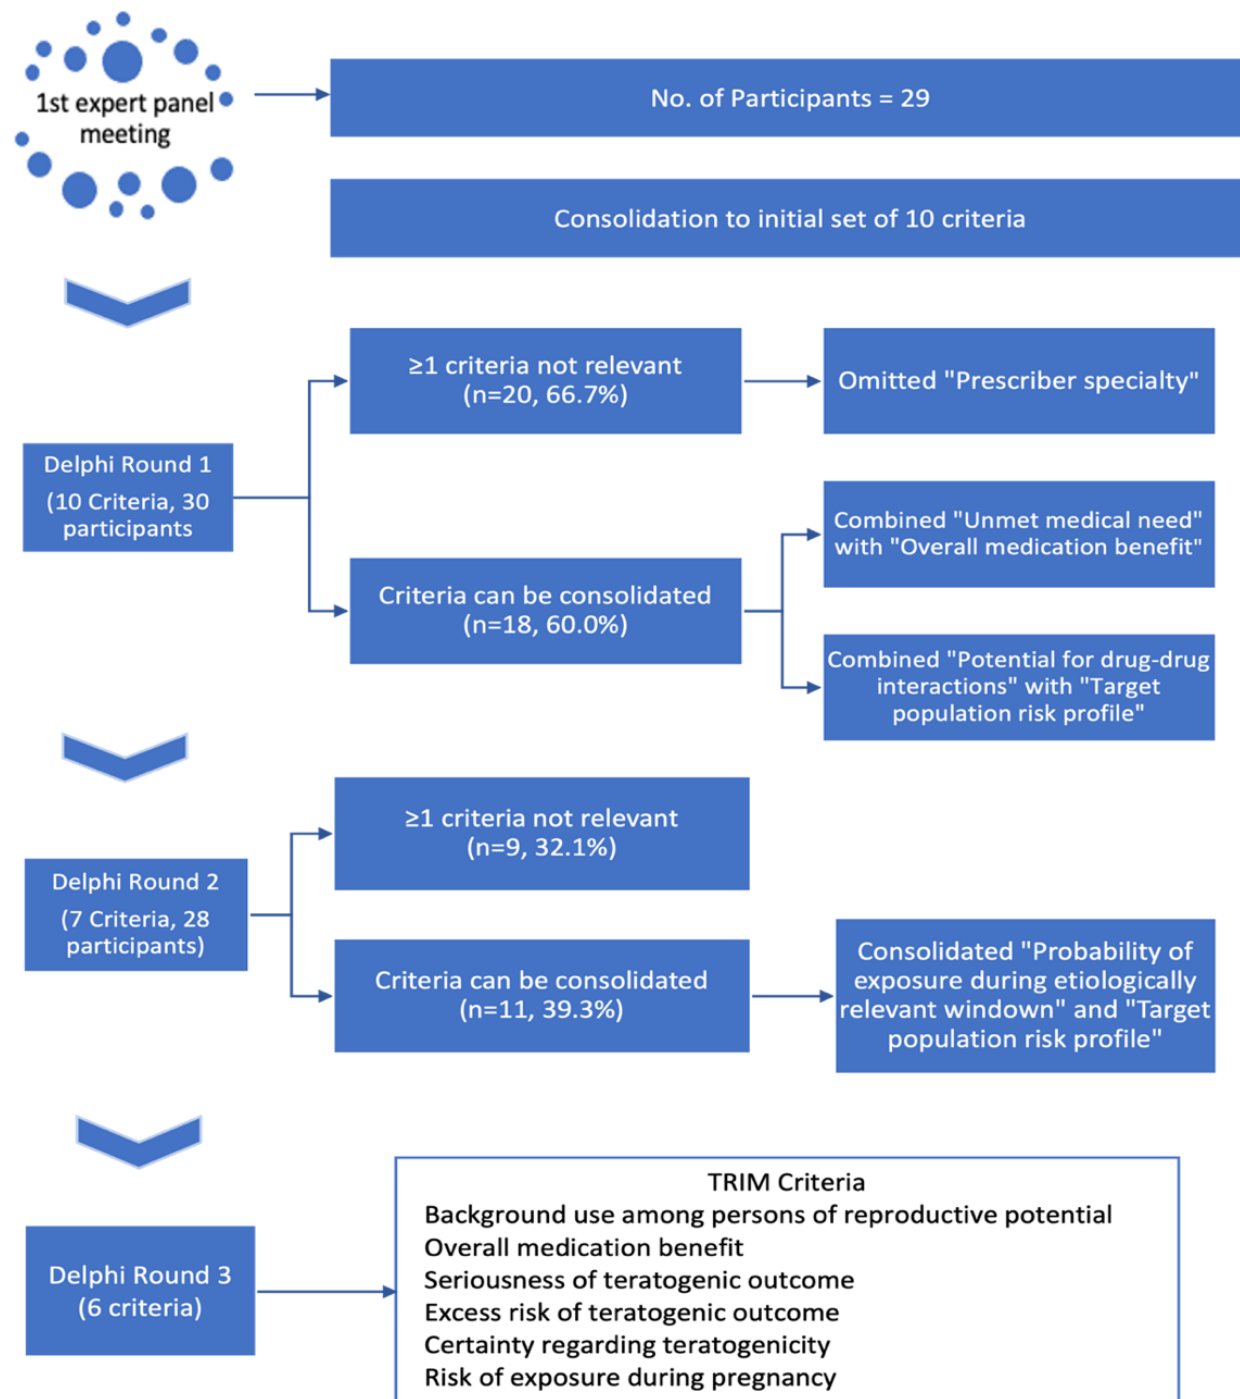 1st expert panel
meeting
No. of Participants = 29
Consolidation to initial set of 10 criteria
≥1 criteria not relevant
(n=20, 66.7%)
Omitted "Prescriber specialty"
Delphi Round 1
(10 Criteria, 30
participants
Combined "Unmet medical need"
with "Overall medication benefit"
Criteria can be consolidated
(n=18, 60.0%)
Combined "Potential for drug-drug
interactions" with "Target
population risk profile"
≥1 criteria not relevant
(n=9, 32.1%)
Delphi Round 2
(7 Criteria, 28
participants)
Criteria can be consolidated
(n=11, 39.3%)
Consolidated "Probability of
exposure during etiologically
relevant windown" and "Target
population risk profile"
Delphi Round 3
(6 criteria)
TRIM Criteria
Background use among persons of reproductive potential
Overall medication benefit
Seriousness of teratogenic outcome
Excess risk of teratogenic outcome
Certainty regarding teratogenicity
Risk of exposure during pregnancy